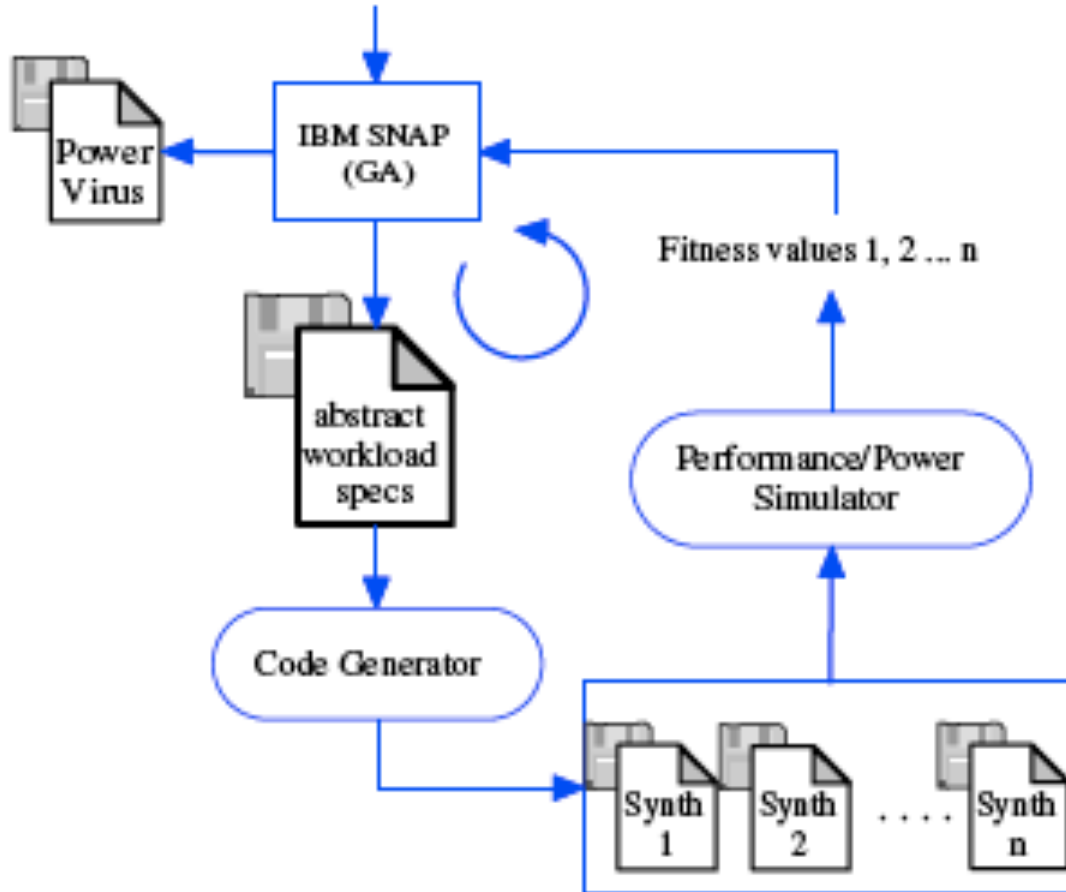 IBM SNAP
(GA)
Power
Virus
Fitness values 1, 2 ... n
abstract
workload
specs
Performance/Power
Simulator
Code Generator
Synth
1
Synth
2
. . . .
Synth
n